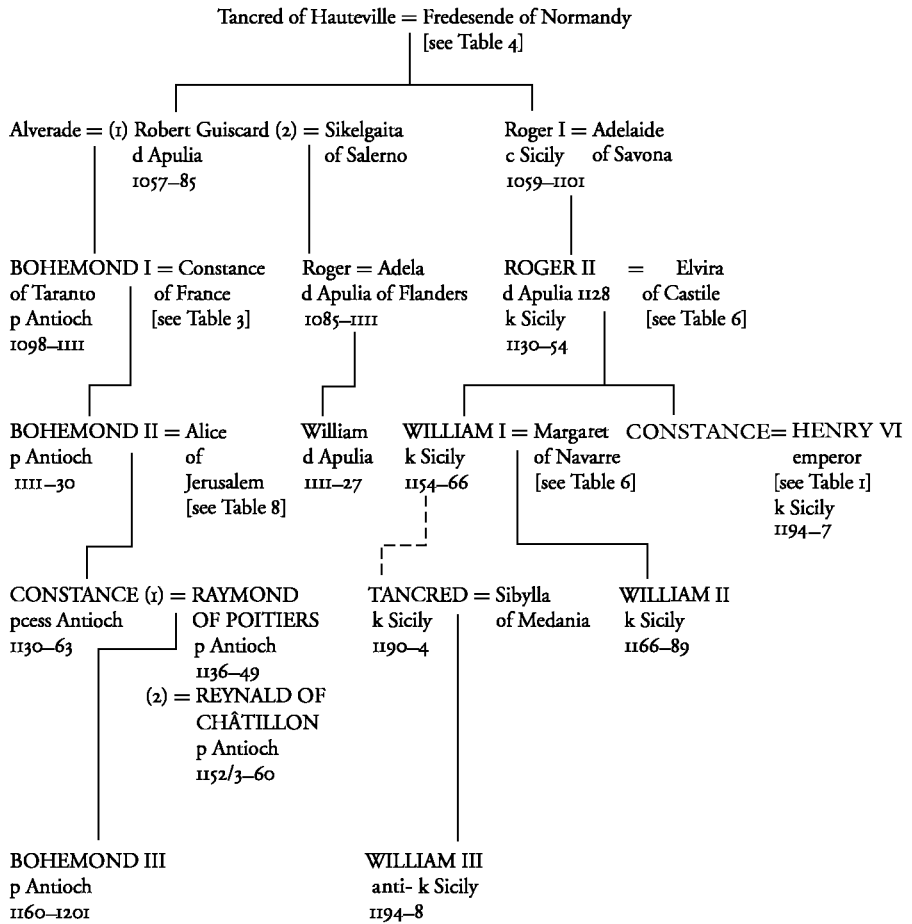 Tancred of Hauteville = Fredesende of Normandy
[see Table 4]
Alverade = (1) Robert Guiscard (2) = Sikelgaita
d Apulia
of Salerno
1057–85
Roger I = Adelaide
c Sicily
of Savona
1059–1101
BOHEMOND I = Constance
of Taranto
of France
p Antioch
[see Table 3]
1098–1111
Roger = Adela
d Apulia of Flanders
1085–1111
ROGER II = Elvira
d Apulia 1128
of Castile
k Sicily
[see Table 6]
1130–54
BOHEMOND II = Alice
p Antioch
of
1111–30
Jerusalem
[see Table 8]
William
d Apulia
1111–27
WILLIAM I = Margaret
k Sicily
of Navarre
1154–66
[see Table 6]
CONSTANCE = HENRY VI
emperor
[see Table 1]
k Sicily
1194–7
CONSTANCE (1) = RAYMOND
pcess Antioch
OF POITIERS
1130–63
p Antioch
1136–49
(2) = REYNALD OF
CHÂTILLON
p Antioch
1152/3–60
TANCRED = Sibylla
k Sicily
of Medania
1190–4
WILLIAM II
k Sicily
1166–89
BOHEMOND III
p Antioch
1160–1201
WILLIAM III
anti- k Sicily
1194–8